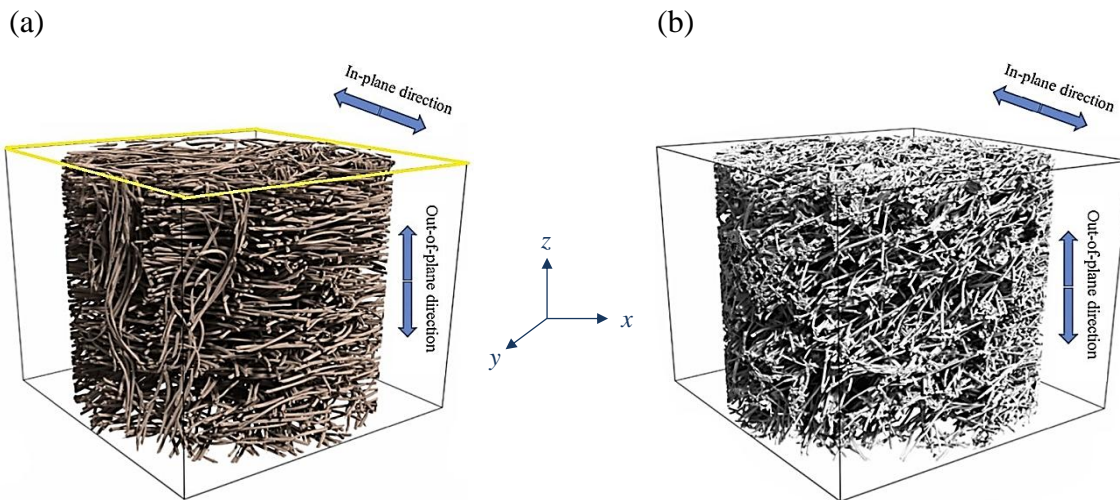 (a)
(b)
In-plane direction
Out-of-plane direction
z
x
y
In-plane direction
Out-of-plane direction